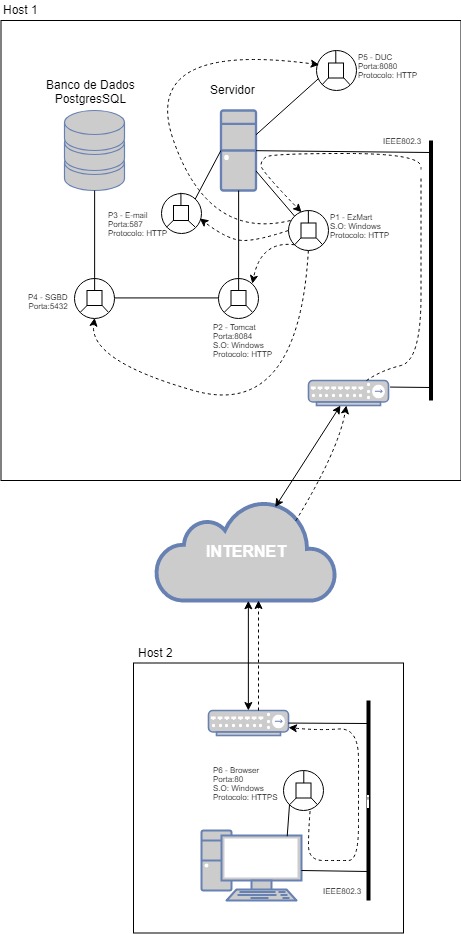 Host 1
P5 - DUC
Porta:8080
Protocolo: HTTP
Banco de Dados
PostgresSQL
Servidor
IEEE802.3
P3 - E-mail
Porta:587
Protocolo: HTTP
P1 - EzMart
S.O: Windows
Protocolo: HTTP
P4 - SGBD
Porta:5432
P2 - Tomcat
Porta:8084
S.O: Windows
Protocolo: HTTP
INTERNET
Host 2
P6 - Browser
Porta:80
S.O: Windows
Protocolo: HTTPS
IEEE802.3